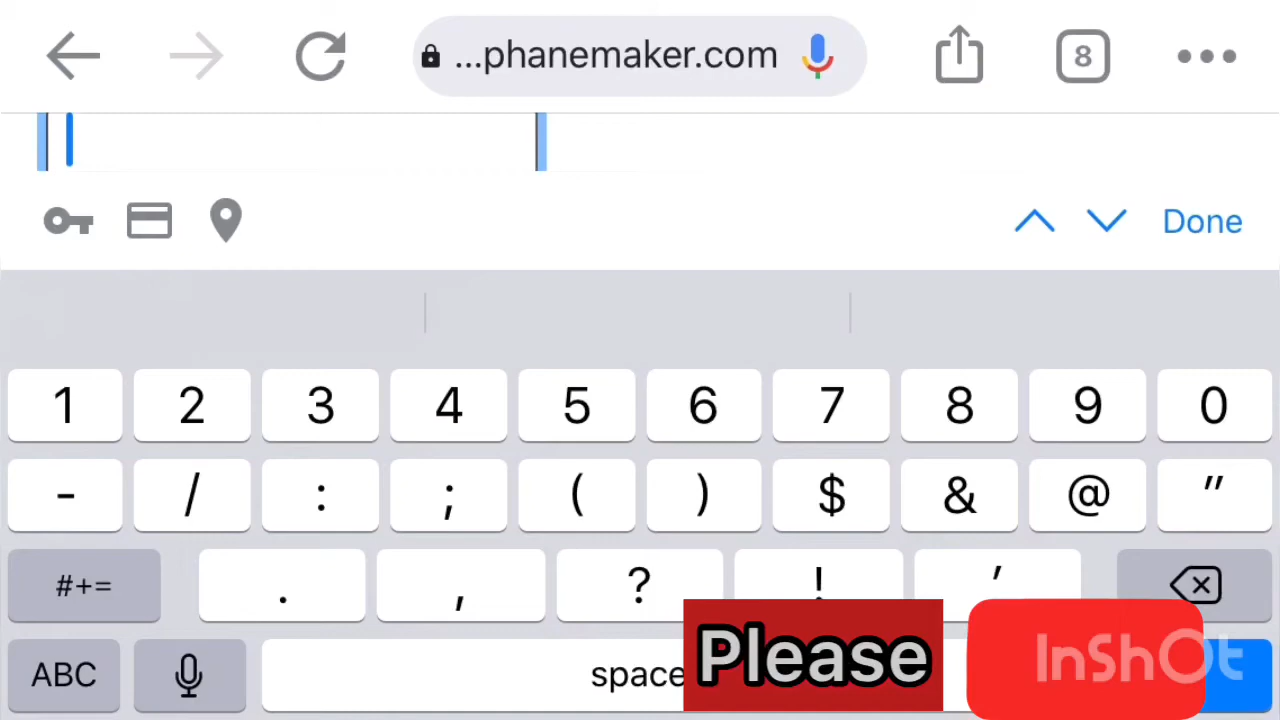 ...phanemaker.com 8
Done
1 2 3 4 5 6 7 8 9 0
- / : ; ( ) $ & @ "
#+= . , ? ! '
ABC space
Please
InShOt